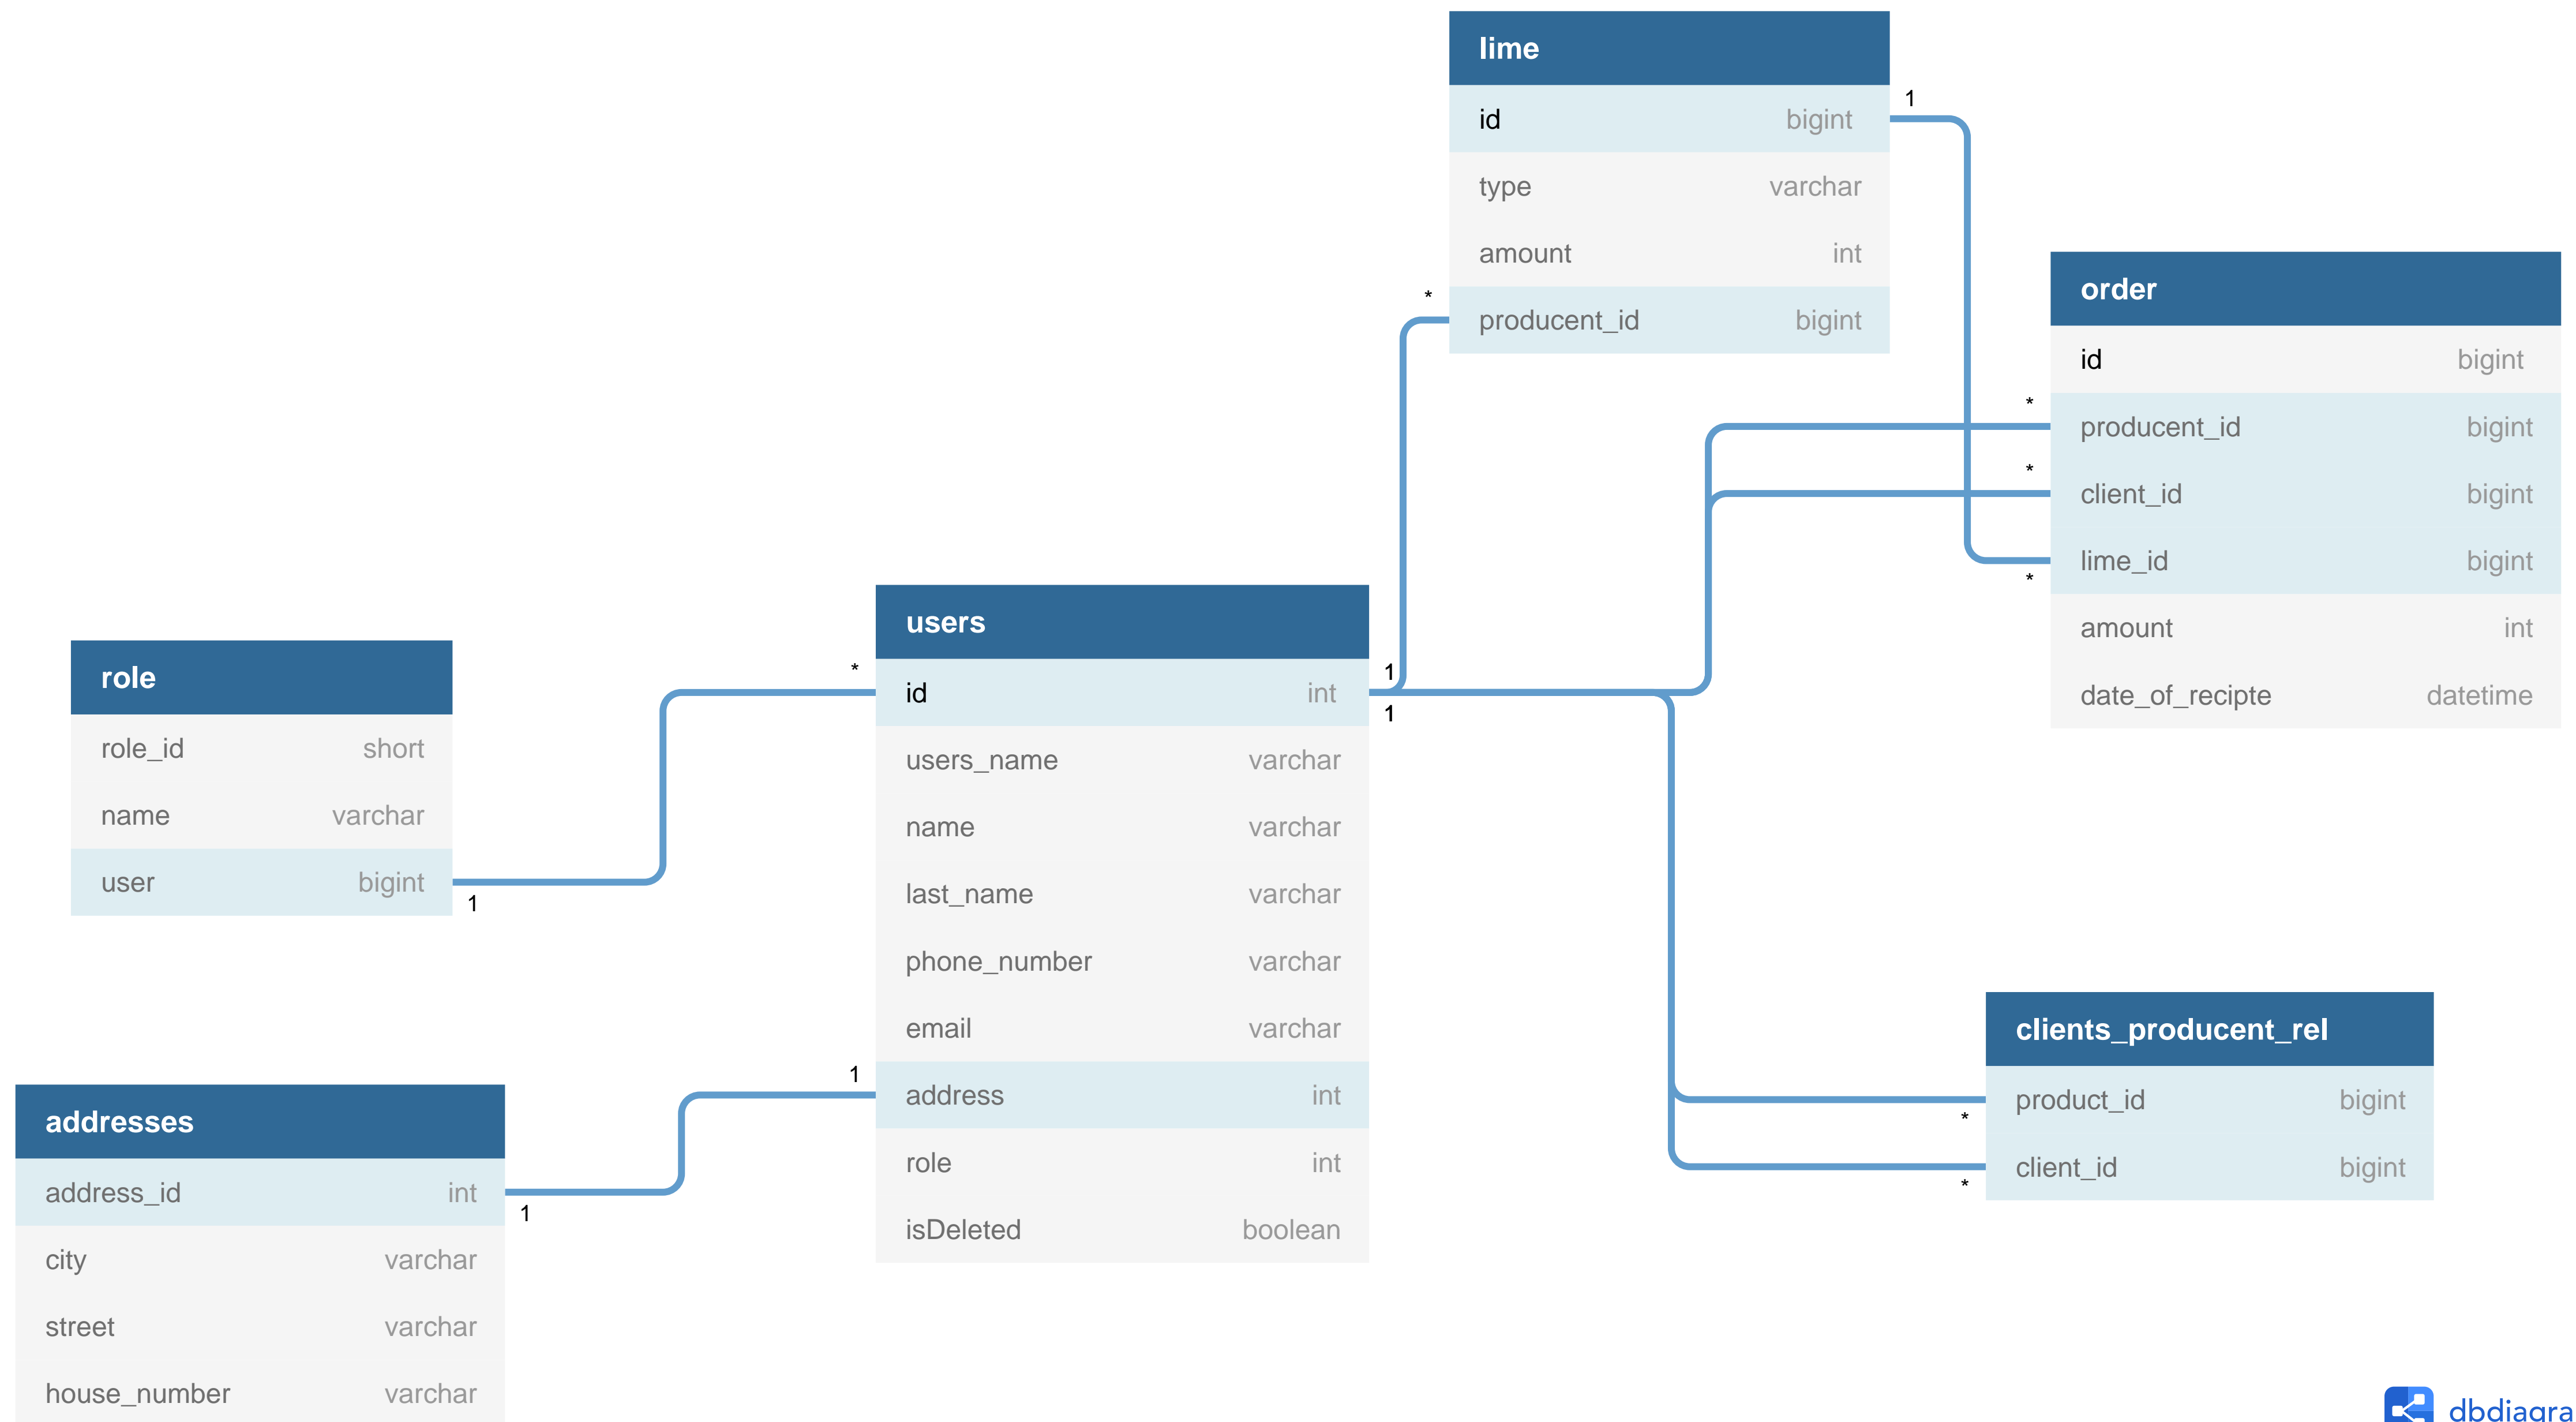 lime
id bigint
type varchar
amount int
producent_id bigint
1
*
order
id bigint
producent_id bigint
client_id bigint
lime_id bigint
amount int
date_of_recipte datetime
*
*
*
users
id int
users_name varchar
name varchar
last_name varchar
phone_number varchar
email varchar
address int
role int
isDeleted boolean
*
1
1
1
role
role_id short
name varchar
user bigint
1
addresses
address_id int
city varchar
street varchar
house_number varchar
1
clients_producent_rel
product_id bigint
client_id bigint
*
*
dbdiagra